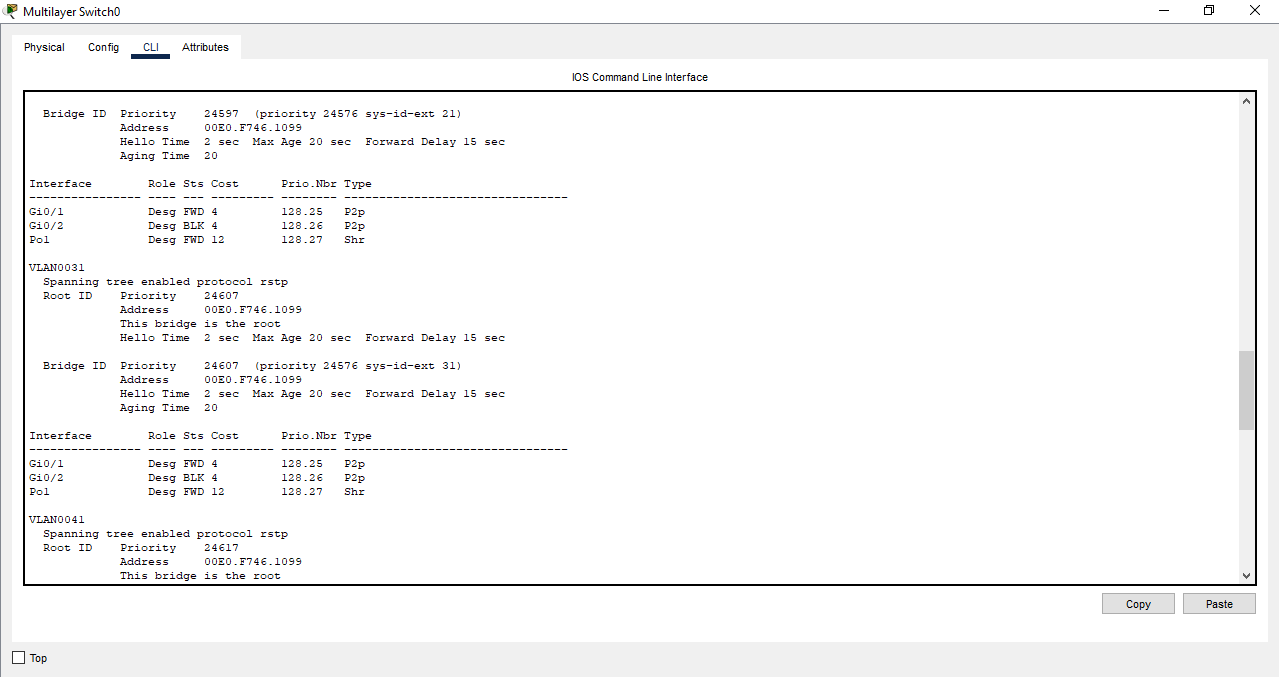 Multilayer Switch0
Physical Config CLI Attributes
IOS Command Line Interface
Bridge ID Priority 24597 (priority 24576 sys-id-ext 21)
Address 00E0.F746.1099
Hello Time 2 sec Max Age 20 sec Forward Delay 15 sec
Aging Time 20
Interface Role Sts Cost Prio.Nbr Type
---------------- ---- --- --------- -------- --------------------------------
Gi0/1 Desg FWD 4 128.25 P2p
Gi0/2 Desg BLK 4 128.26 P2p
Po1 Desg FWD 12 128.27 Shr
VLAN0031
Spanning tree enabled protocol rstp
Root ID Priority 24607
Address 00E0.F746.1099
This bridge is the root
Hello Time 2 sec Max Age 20 sec Forward Delay 15 sec
Bridge ID Priority 24607 (priority 24576 sys-id-ext 31)
Address 00E0.F746.1099
Hello Time 2 sec Max Age 20 sec Forward Delay 15 sec
Aging Time 20
Interface Role Sts Cost Prio.Nbr Type
---------------- ---- --- --------- -------- --------------------------------
Gi0/1 Desg FWD 4 128.25 P2p
Gi0/2 Desg BLK 4 128.26 P2p
Po1 Desg FWD 12 128.27 Shr
VLAN0041
Spanning tree enabled protocol rstp
Root ID Priority 24617
Address 00E0.F746.1099
This bridge is the root
Copy Paste
Top